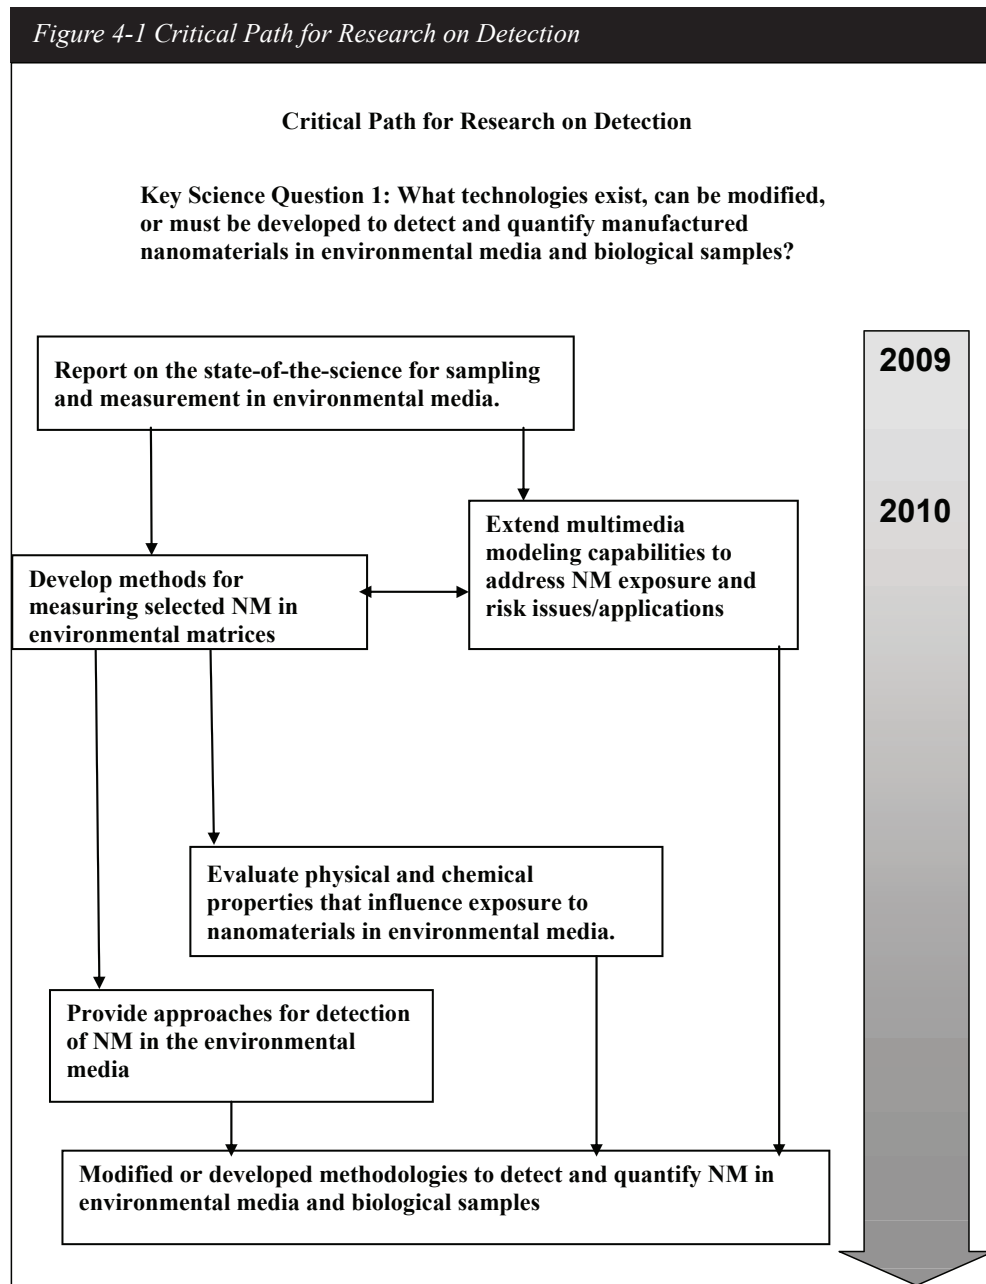 Figure 4-1 Critical Path for Research on Detection
Critical Path for Research on Detection
Key Science Question 1: What technologies exist, can be modified,
or must be developed to detect and quantify manufactured
nanomaterials in environmental media and biological samples?
Report on the state-of-the-science for sampling
and measurement in environmental media.
2009
Extend multimedia
modeling capabilities to
address NM exposure and
risk issues/applications
2010
Develop methods for
measuring selected NM in
environmental matrices
Evaluate physical and chemical
properties that influence exposure to
nanomaterials in environmental media.
Provide approaches for detection
of NM in the environmental
media
Modified or developed methodologies to detect and quantify NM in
environmental media and biological samples